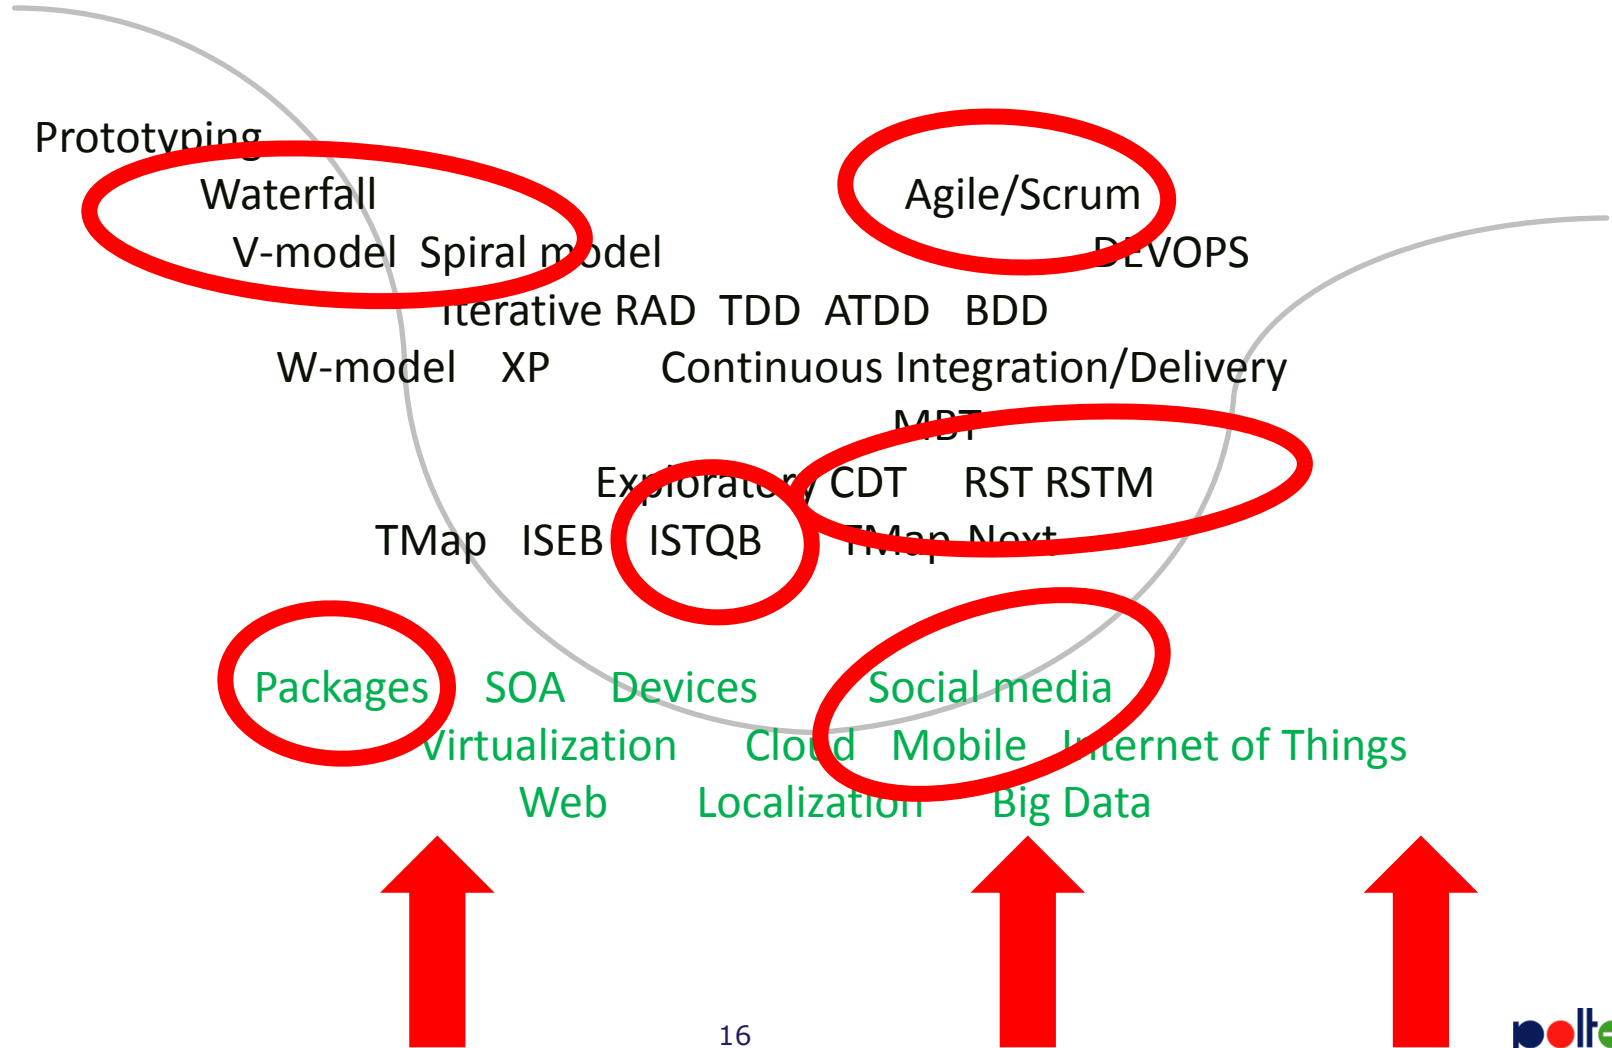 Prototyping
Waterfall Agile/Scrum
V-model Spiral model DEVOPS
Iterative RAD TDD ATDD BDD
W-model XP Continuous Integration/Delivery
MBT
Exploratory CDT RST RSTM
TMap ISEB ISTQB TMap Next
Packages SOA Devices Social media
Virtualization Cloud Mobile Internet of Things
Web Localization Big Data
16
polte